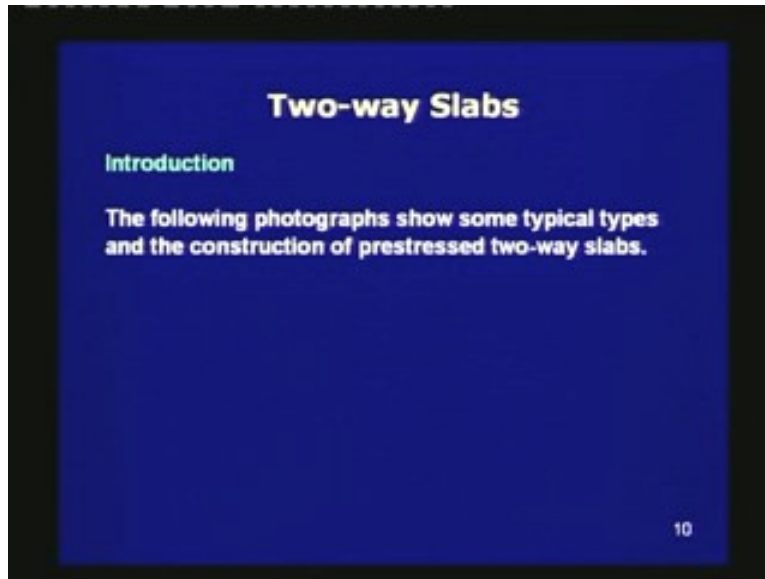 Two-way Slabs
Introduction
The following photographs show some typical types
and the construction of prestressed two-way slabs.
10